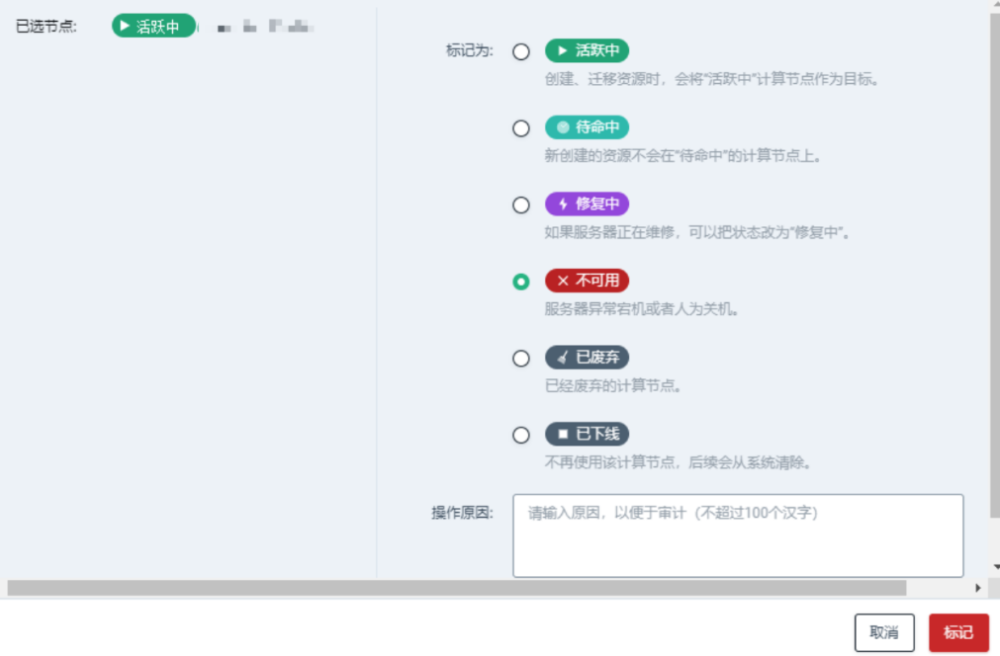 已选节点:
活跃中
标记为:
活跃中
创建、迁移资源时，会将"活跃中"计算节点作为目标。
待命中
新创建的资源不会在"待命中"的计算节点上。
修复中
如果服务器正在维修，可以把状态改为"修复中"。
不可用
服务器异常宕机或者人为关机。
已废弃
已经废弃的计算节点。
已下线
不再使用该计算节点，后续会从系统清除。
操作原因:
请输入原因，以便于审计（不超过100个汉字）
取消
标记